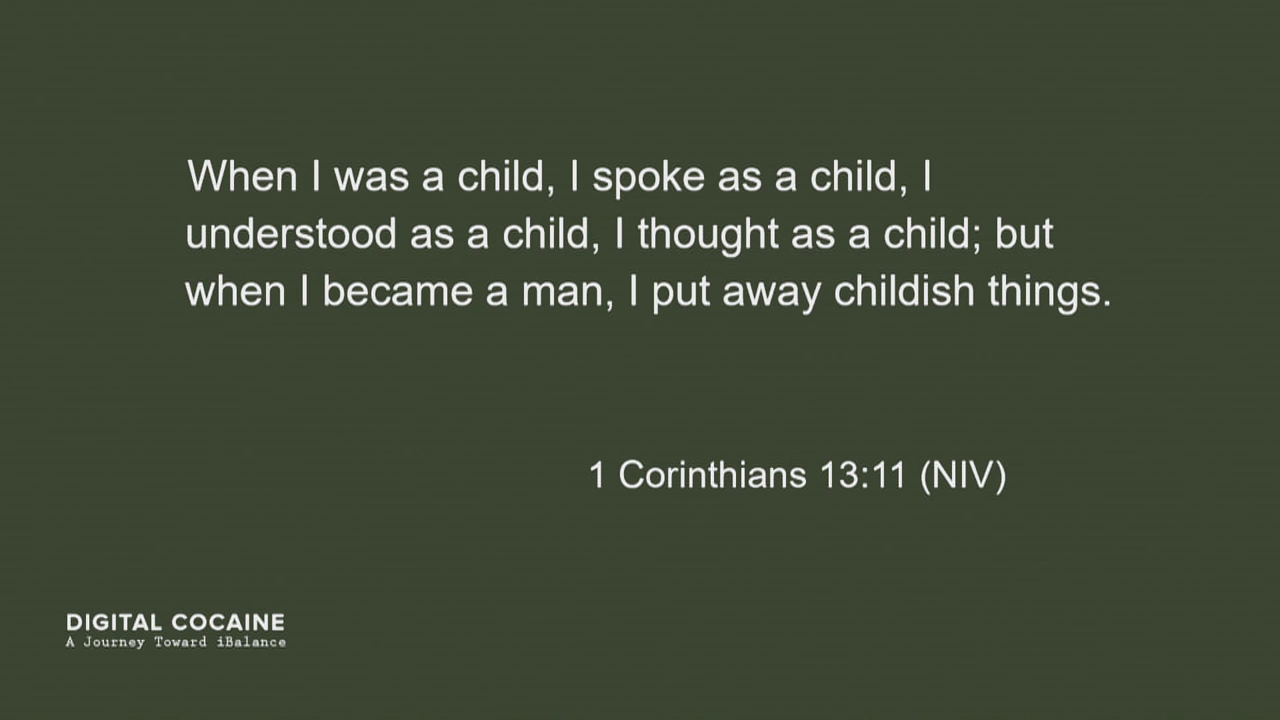 When I was a child, I spoke as a child, I
understood as a child, I thought as a child; but
when I became a man, I put away childish things.
1 Corinthians 13:11 (NIV)
DIGITAL COCAINE
A Journey Toward iBalance